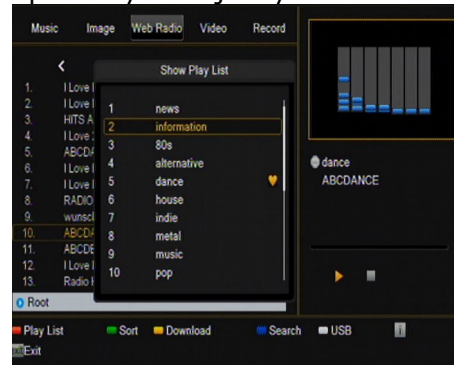 Music Image Web Radio Video Record
Show Play List
1. I Love
2. I Love
3. HITS A
4. I Love
5. ABCD
6. I Love
7. I Love
8. RADIO
9. wunscl
10. ABCD
11. ABCDE
12. I Love
13. Radio
1 news
2 information
3 80s
4 alternative
5 dance
6 house
7 indie
8 metal
9 music
10 pop
dance
ABCDANCE
Root
Play List Sort Download Search USB i
Exit